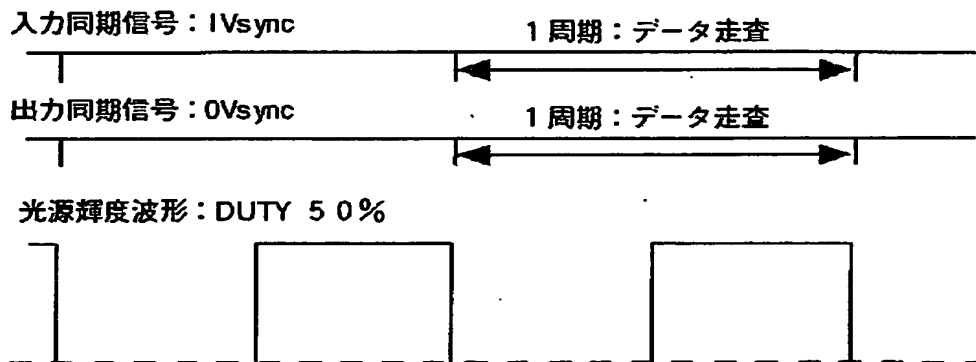 入力同期信号：IVsync
1周期：データ走査
出力同期信号：0Vsync
1周期：データ走査
光源輝度波形：DUTY 50%